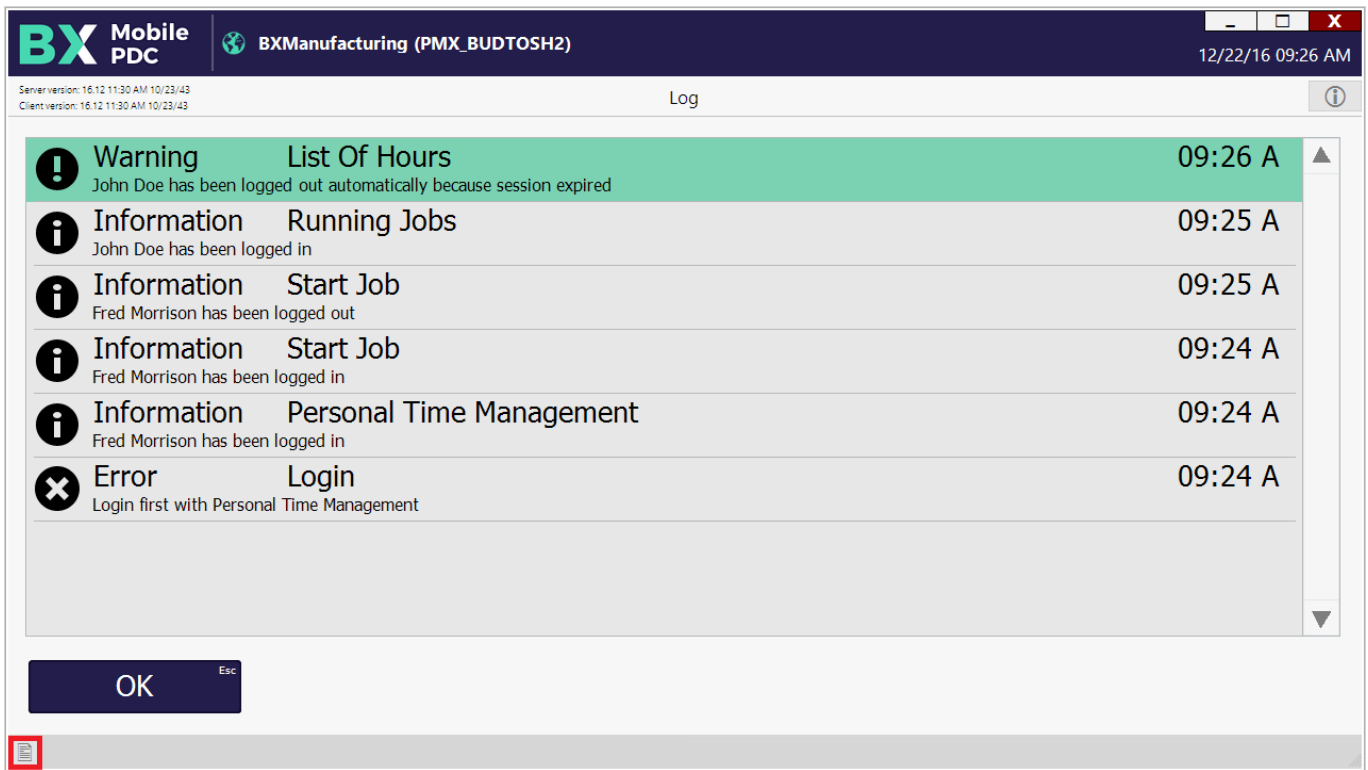 BX Mobile PDC
BXManufacturing (PMX_BUDTOSH2)
X
12/22/16 09:26 AM
Server version: 16.12 11:30 AM 10/23/43
Client version: 16.12 11:30 AM 10/23/43
Log
Warning List Of Hours 09:26 A
John Doe has been logged out automatically because session expired
Information Running Jobs 09:25 A
John Doe has been logged in
Information Start Job 09:25 A
Fred Morrison has been logged out
Information Start Job 09:24 A
Fred Morrison has been logged in
Information Personal Time Management 09:24 A
Fred Morrison has been logged in
Error Login 09:24 A
Login first with Personal Time Management
OK Esc